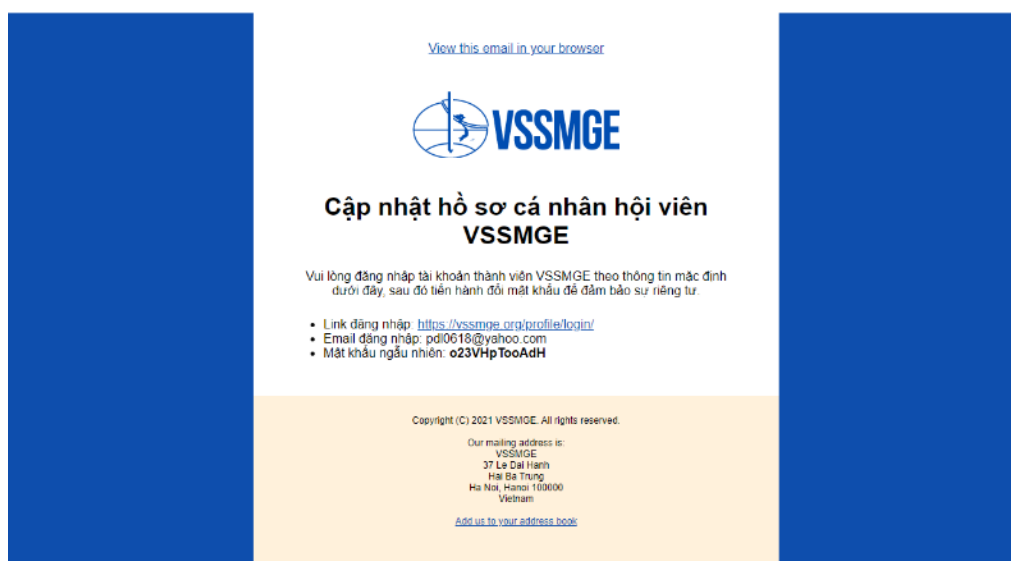 View this email in your browser
VSSMGE
Cập nhật hồ sơ cá nhân hội viên
VSSMGE
Vui lòng đăng nhập tài khoản thành viên VSSMGE theo thông tin mặc định
dưới đây, sau đó tiến hành đổi mật khẩu để đảm bảo sự riêng tư.
Link đăng nhập: https://vssmge.org/profile/login/
Email đăng nhập: pdl0618@yahoo.com
Mật khẩu ngẫu nhiên: o23VHpTooAdH
Copyright (C) 2021 VSSMGE. All rights reserved.
Our mailing address is:
VSSMGE
37 Le Dai Hanh
Hai Ba Trung
Ha Noi, Hanoi 100000
Vietnam
Add us to your address book